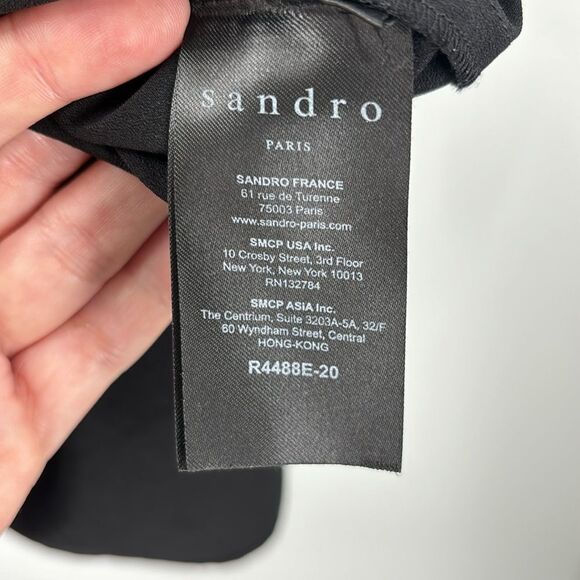 sandro
PARIS
SANDRO FRANCE
61 rue de Turenne
75003 Paris
www.sandro-paris.com
SMCP USA Inc.
10 Crosby Street, 3rd Floor
New York, New York 10013
RN132784
SMCP ASIA Inc.
The Centrium, Suite 3203A-5A, 32/F
60 Wyndham Street, Central
HONG-KONG
R4488E-20